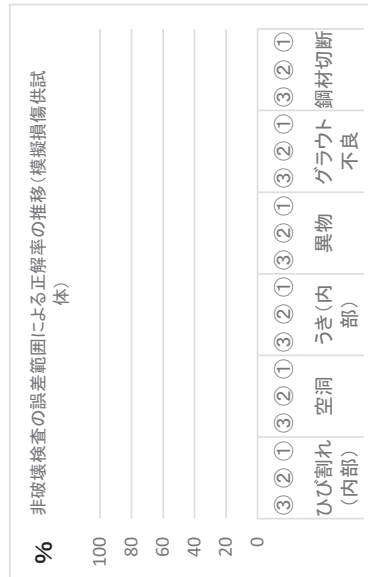 非破壊検査の誤差範囲による正解率の推移(模擬損傷供試
体)
%
100
80
60
40
20
0
③ ② ① ③ ② ① ③ ② ① ③ ② ① ③ ② ① ③ ② ①
ひび割れ 空洞 うき(内 異物 グラウト 鋼材切断
(内部) 部) 不良